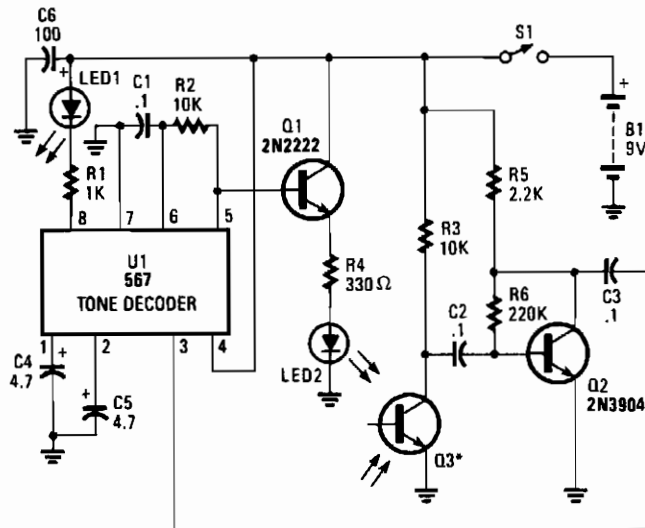 C6
100
+
LED1
C1
.1
R2
10K
Q1
2N2222
S1
+
B1
9V
R1
1K
R5
2.2K
R3
10K
8
7
6
5
U1
567
TONE DECODER
R4
330Ω
R6
220K
C3
.1
C2
.1
1
2
3
4
C4
4.7
+
LED2
Q2
2N3904
+
C5
4.7
Q3*